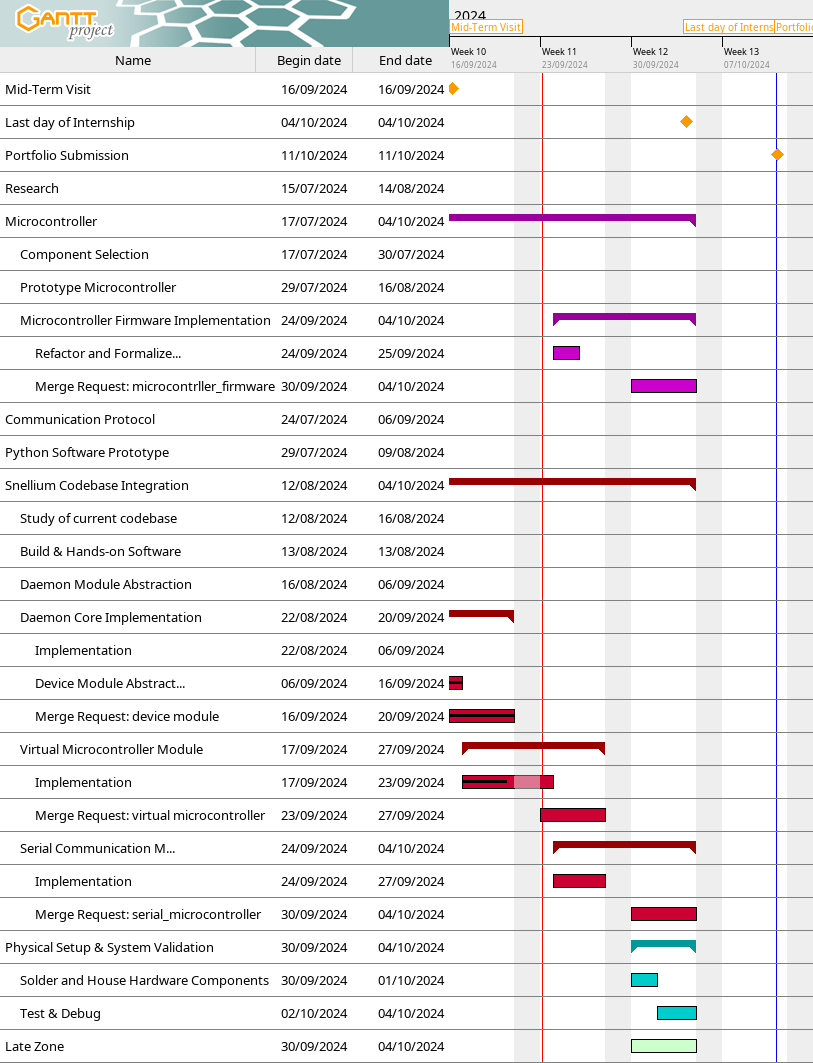 GANTT
project
2024
Mid-Term Visit Last day of Interns Portfolio
Name Begin date End date
Week 10 Week 11 Week 12 Week 13
16/09/2024 23/09/2024 30/09/2024 07/10/2024
Mid-Term Visit 16/09/2024 16/09/2024
Last day of Internship 04/10/2024 04/10/2024
Portfolio Submission 11/10/2024 11/10/2024
Research 15/07/2024 14/08/2024
Microcontroller 17/07/2024 04/10/2024
Component Selection 17/07/2024 30/07/2024
Prototype Microcontroller 29/07/2024 16/08/2024
Microcontroller Firmware Implementation 24/09/2024 04/10/2024
Refactor and Formalize... 24/09/2024 25/09/2024
Merge Request: microcontrller_firmware 30/09/2024 04/10/2024
Communication Protocol 24/07/2024 06/09/2024
Python Software Prototype 29/07/2024 09/08/2024
Snellium Codebase Integration 12/08/2024 04/10/2024
Study of current codebase 12/08/2024 16/08/2024
Build & Hands-on Software 13/08/2024 13/08/2024
Daemon Module Abstraction 16/08/2024 06/09/2024
Daemon Core Implementation 22/08/2024 20/09/2024
Implementation 22/08/2024 06/09/2024
Device Module Abstract... 06/09/2024 16/09/2024
Merge Request: device module 16/09/2024 20/09/2024
Virtual Microcontroller Module 17/09/2024 27/09/2024
Implementation 17/09/2024 23/09/2024
Merge Request: virtual microcontroller 23/09/2024 27/09/2024
Serial Communication M... 24/09/2024 04/10/2024
Implementation 24/09/2024 27/09/2024
Merge Request: serial_microcontroller 30/09/2024 04/10/2024
Physical Setup & System Validation 30/09/2024 04/10/2024
Solder and House Hardware Components 30/09/2024 01/10/2024
Test & Debug 02/10/2024 04/10/2024
Late Zone 30/09/2024 04/10/2024